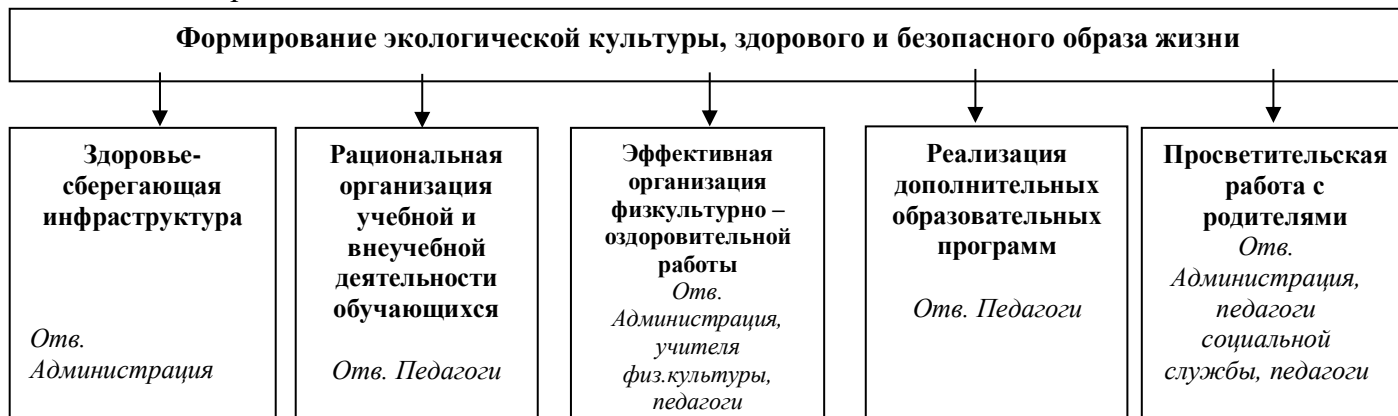 Формирование экологической культуры, здорового и безопасного образа жизни
Здоровье-
сберегающая
инфраструктура
Отв.
Администрация
Рациональная
организация
учебной и
внеучебной
деятельности
обучающихся
Отв. Педагоги
Эффективная
организация
физкультурно –
оздоровительной
работы
Отв.
Администрация,
учителя
физ.культуры,
педагоги
Реализация
дополнительных
образовательных
программ
Отв. Педагоги
Просветительская
работа с
родителями
Отв.
Администрация,
педагоги
социальной
службы, педагоги